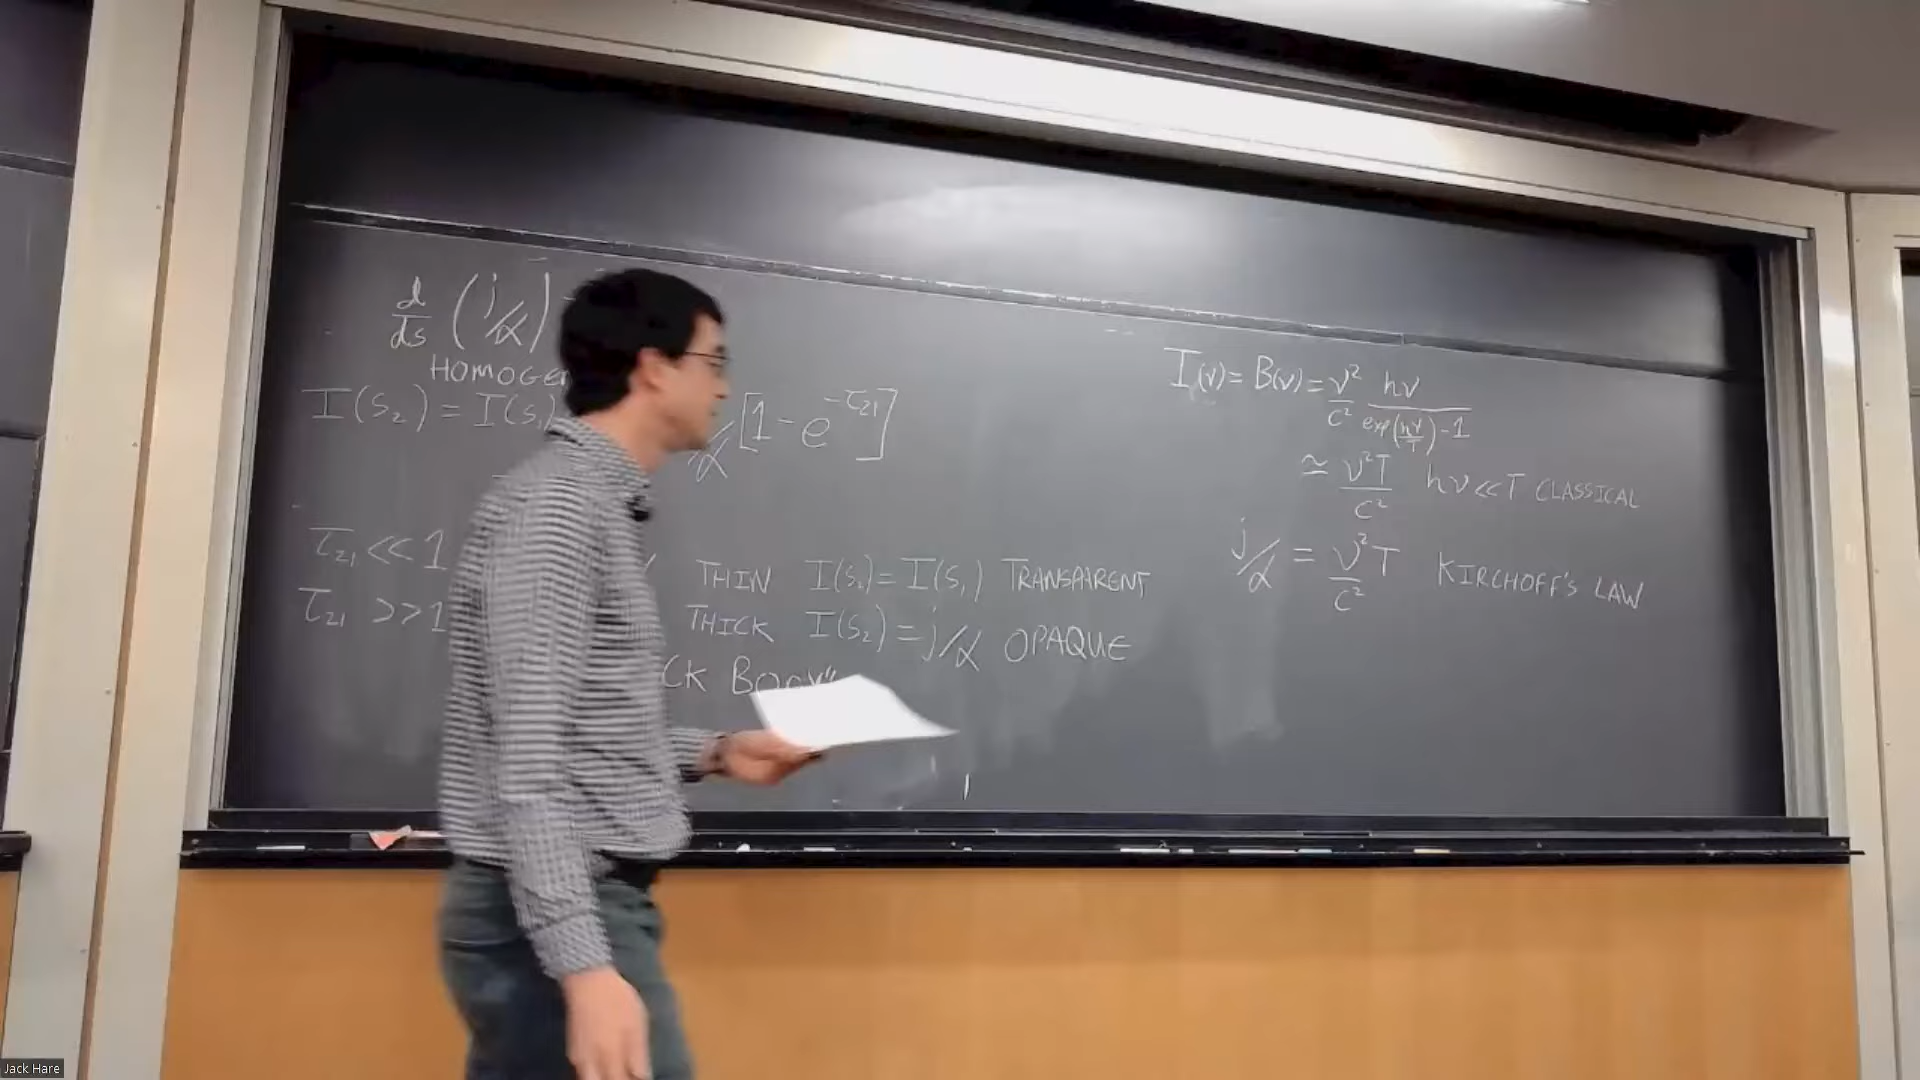 d/ds (j/α)
HOMOGE
I(s₂) = I(s₁) /α [1 - e^{-τ₂₁}]
τ₂₁ << 1 THIN I(s₂) = I(s₁) TRANSPARENT
τ₂₁ >> 1 THICK I(s₂) = j/α OPAQUE
CK BODY"
I(ν) = B(ν) = ν²/c² hν/(exp(hν/T) - 1)
≃ ν²T/c² hν << T CLASSICAL
j/α = ν²/c² T KIRCHOFF'S LAW
Jack Hare